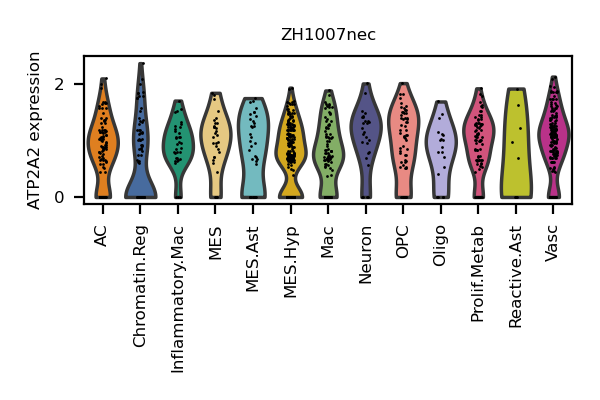 ZH1007nec
ATP2A2 expression
2
0
AC
Chromatin.Reg
Inflammatory.Mac
MES
MES.Ast
MES.Hyp
Mac
Neuron
OPC
Oligo
Prolif.Metab
Reactive.Ast
Vasc